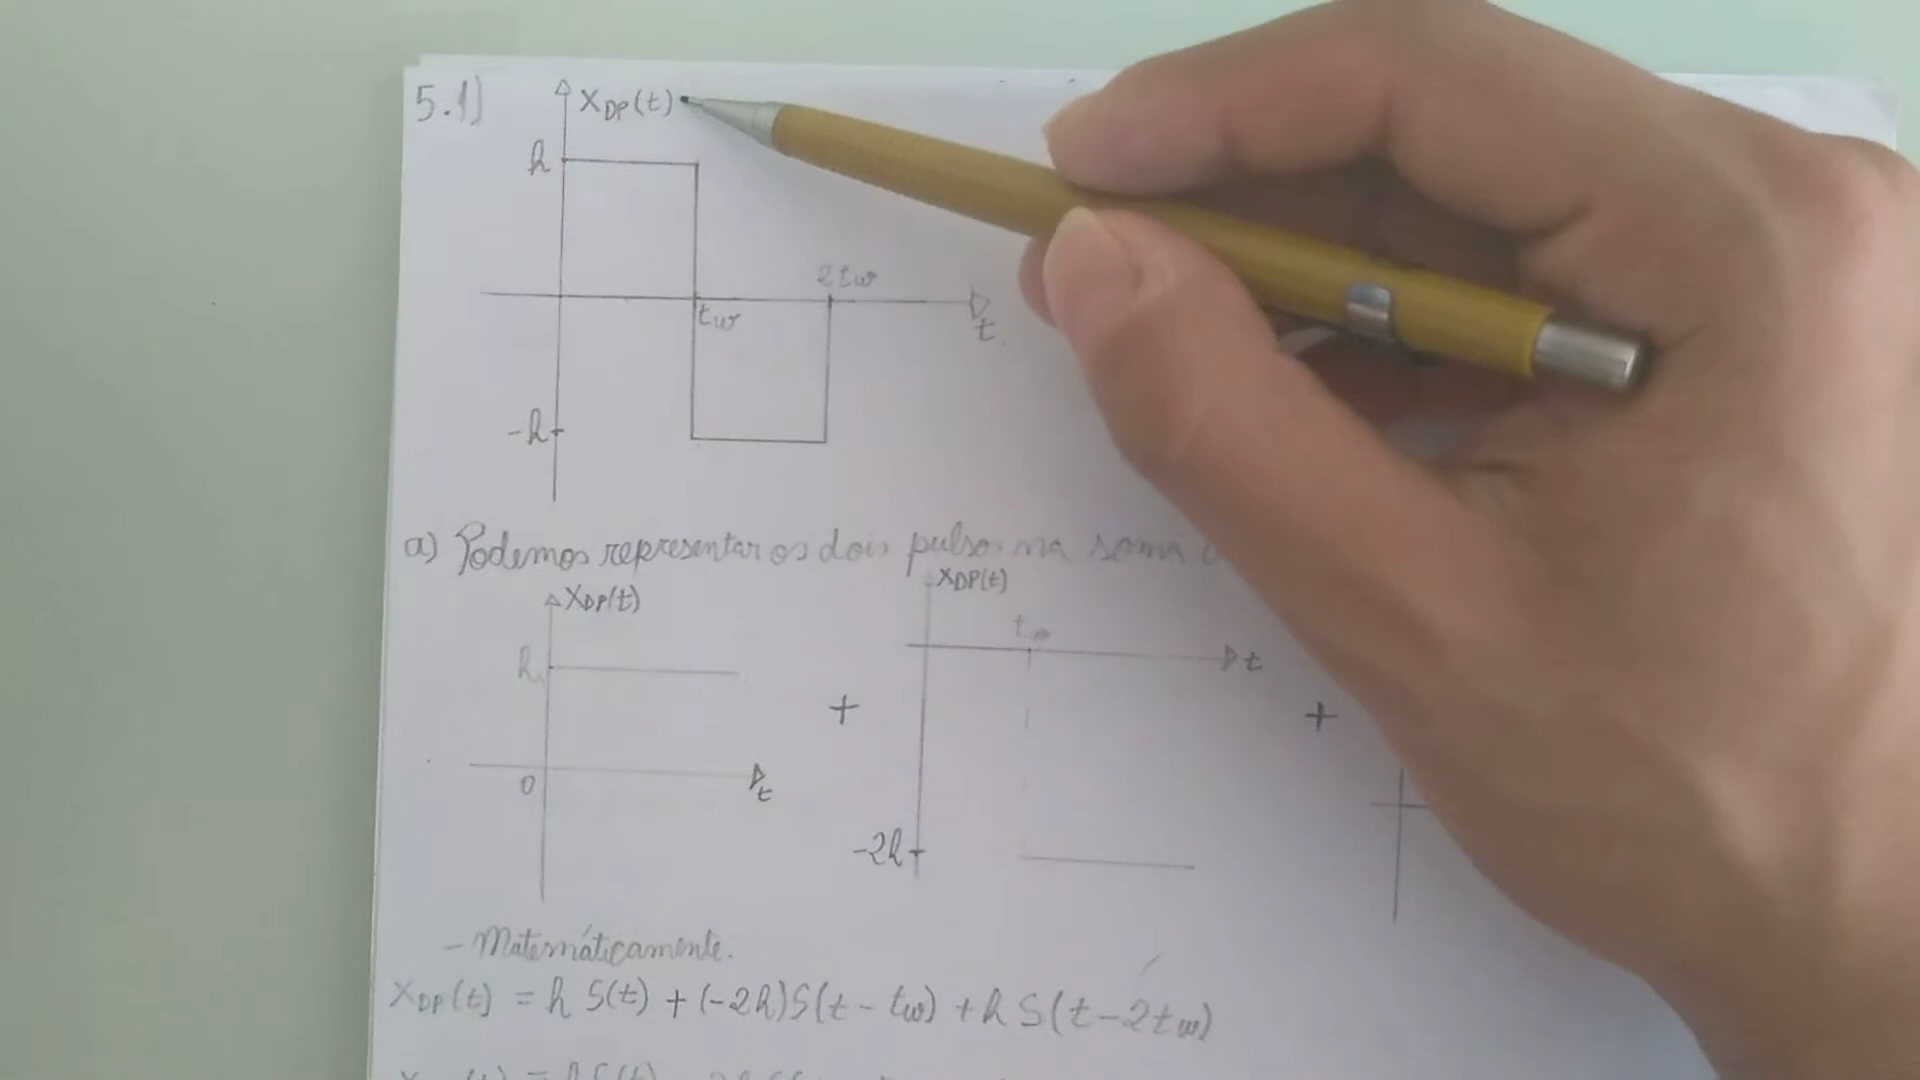 5.1)
X_DP(t)
h
2tw
tw
t
-h
a) Podemos representar os dois pulsos na soma
X_DP(t)
X_DP(t)
h
t
t
+
+
0
t
-2h
- Matemáticamente.
X_DP(t) = h S(t) + (-2h)S(t - tw) + h S(t-2tw)